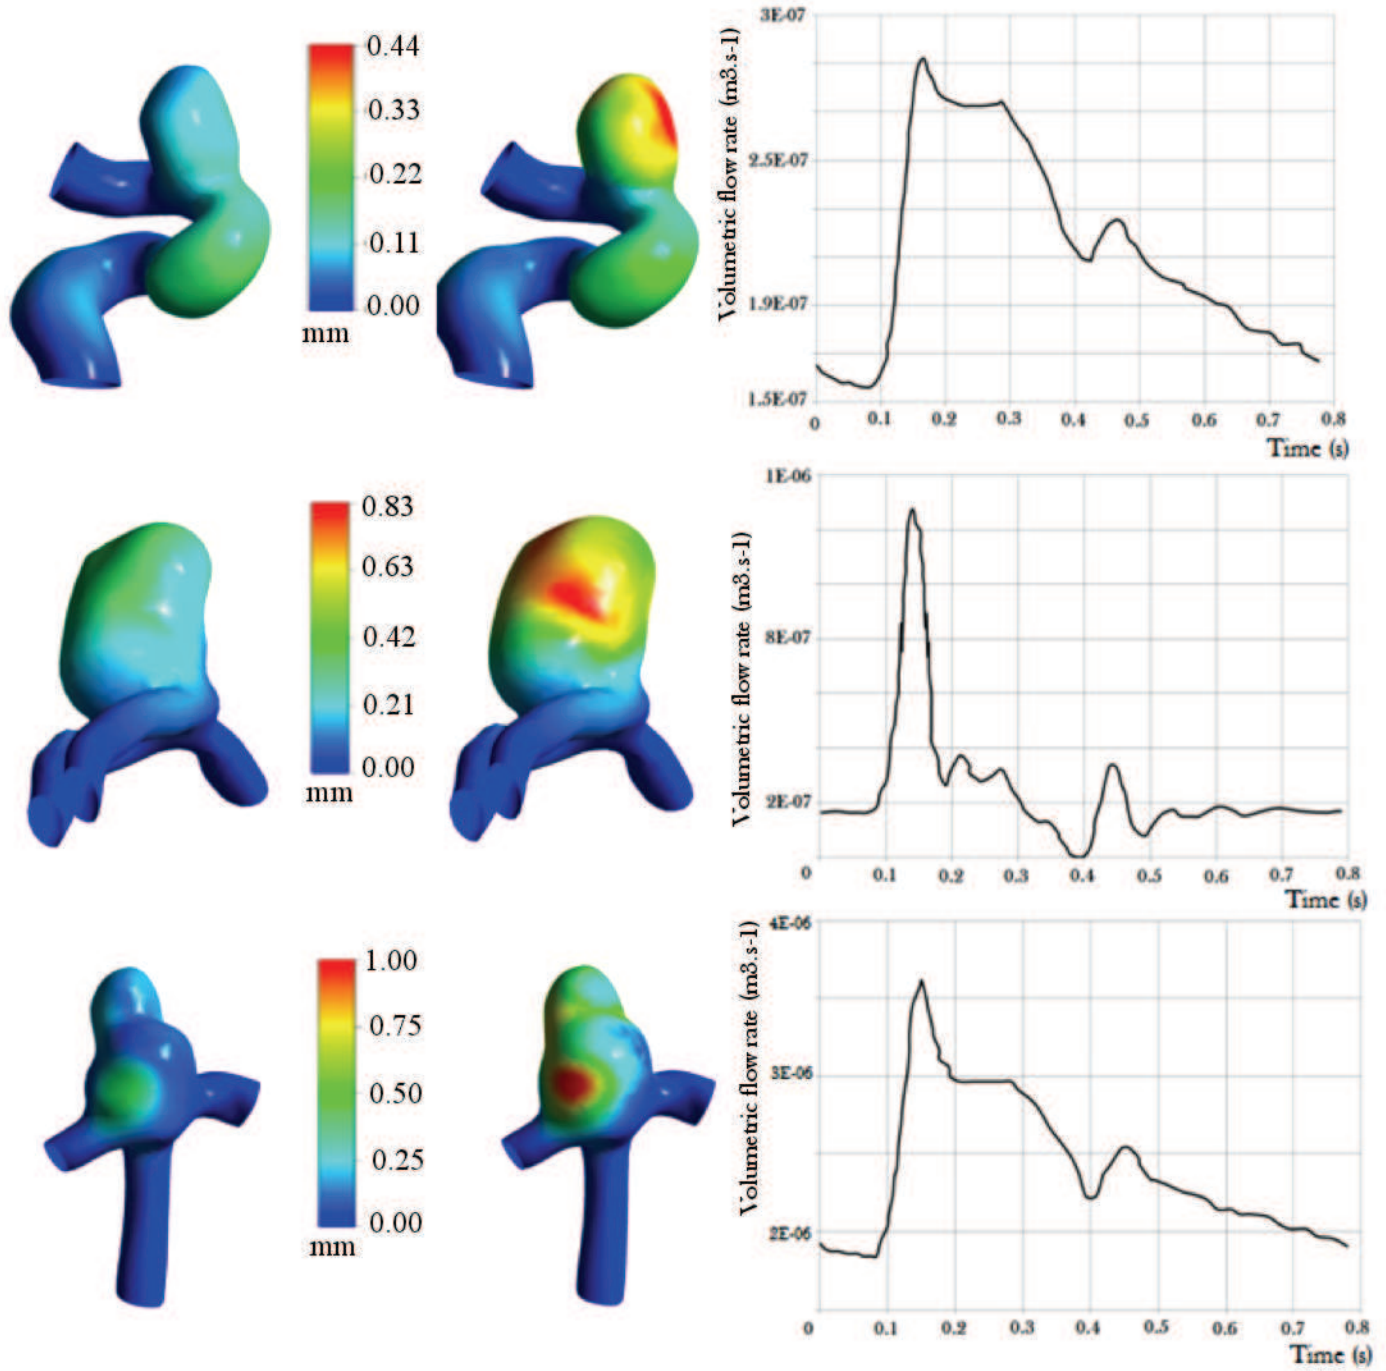 0.44
0.33
0.22
0.11
0.00
mm
Volumetric flow rate (m3.s-1)
3E-07
2.5E-07
1.9E-07
1.5E-07
0 0.1 0.2 0.3 0.4 0.5 0.6 0.7 0.8
Time (s)
0.83
0.63
0.42
0.21
0.00
mm
Volumetric flow rate (m3.s-1)
1E-06
8E-07
2E-07
0 0.1 0.2 0.3 0.4 0.5 0.6 0.7 0.8
Time (s)
1.00
0.75
0.50
0.25
0.00
mm
Volumetric flow rate (m3.s-1)
4E-06
3E-06
2E-06
0 0.1 0.2 0.3 0.4 0.5 0.6 0.7 0.8
Time (s)